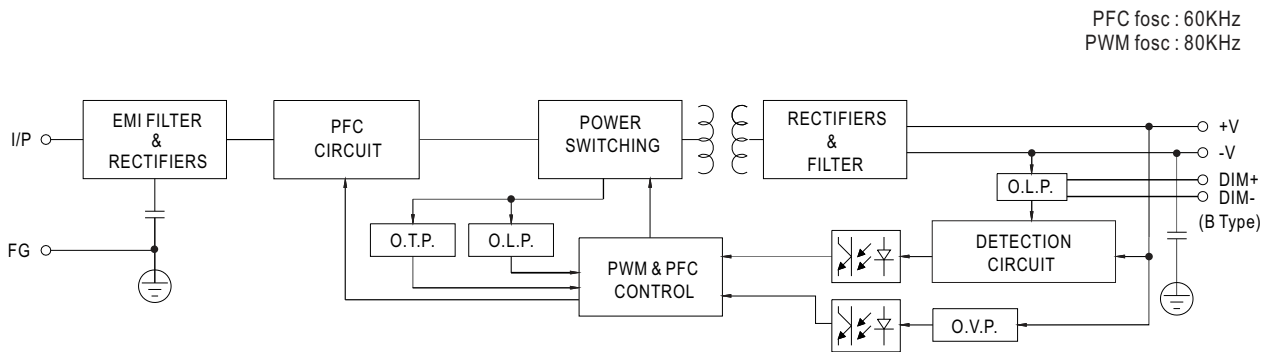 PFC fosc : 60KHz
PWM fosc : 80KHz
I/P
EMI FILTER
&
RECTIFIERS
PFC
CIRCUIT
POWER
SWITCHING
RECTIFIERS
&
FILTER
+V
-V
DIM+
DIM-
(B Type)
O.L.P.
FG
O.T.P.
O.L.P.
PWM & PFC
CONTROL
DETECTION
CIRCUIT
O.V.P.